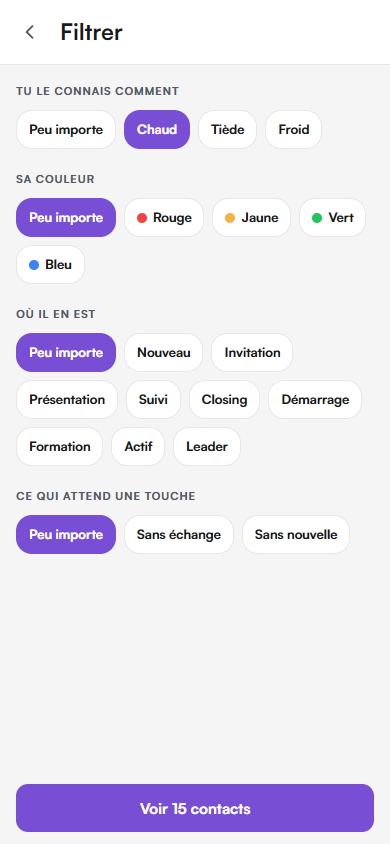 Filtrer
TU LE CONNAIS COMMENT
Peu importe Chaud Tiède Froid
SA COULEUR
Peu importe Rouge Jaune Vert
Bleu
OÙ IL EN EST
Peu importe Nouveau Invitation
Présentation Suivi Closing Démarrage
Formation Actif Leader
CE QUI ATTEND UNE TOUCHE
Peu importe Sans échange Sans nouvelle
Voir 15 contacts